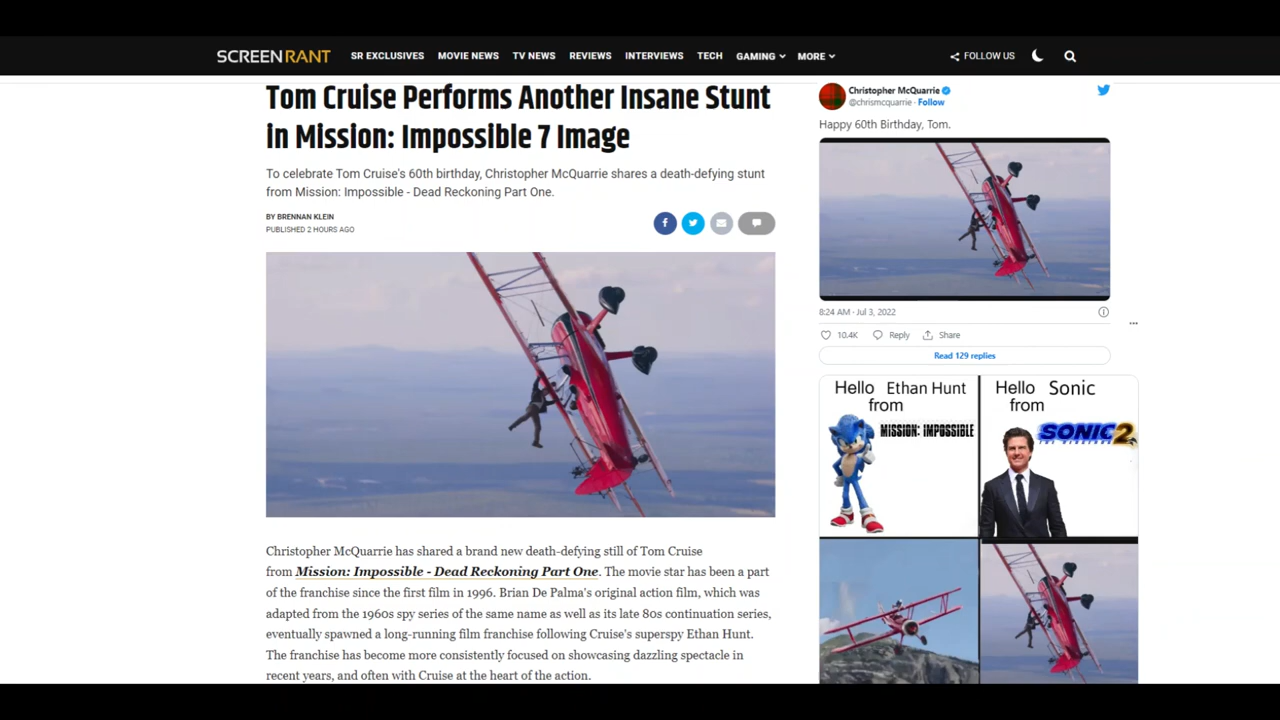 SCREENRANT
SR EXCLUSIVES MOVIE NEWS TV NEWS REVIEWS INTERVIEWS TECH GAMING MORE
FOLLOW US
Tom Cruise Performs Another Insane Stunt
in Mission: Impossible 7 Image
To celebrate Tom Cruise's 60th birthday, Christopher McQuarrie shares a death-defying stunt
from Mission: Impossible - Dead Reckoning Part One.
BY BRENNAN KLEIN
PUBLISHED 2 HOURS AGO
Christopher McQuarrie has shared a brand new death-defying still of Tom Cruise
from Mission: Impossible - Dead Reckoning Part One. The movie star has been a part
of the franchise since the first film in 1996. Brian De Palma's original action film, which was
adapted from the 1960s spy series of the same name as well as its late 80s continuation series,
eventually spawned a long-running film franchise following Cruise's superspy Ethan Hunt.
The franchise has become more consistently focused on showcasing dazzling spectacle in
recent years, and often with Cruise at the heart of the action.
Christopher McQuarrie
@chrismcquarrie · Follow
Happy 60th Birthday, Tom.
8:24 AM · Jul 3, 2022
10.4K Reply Share
Read 129 replies
Hello Ethan Hunt
from
MISSION: IMPOSSIBLE
Hello Sonic
from
SONIC 2